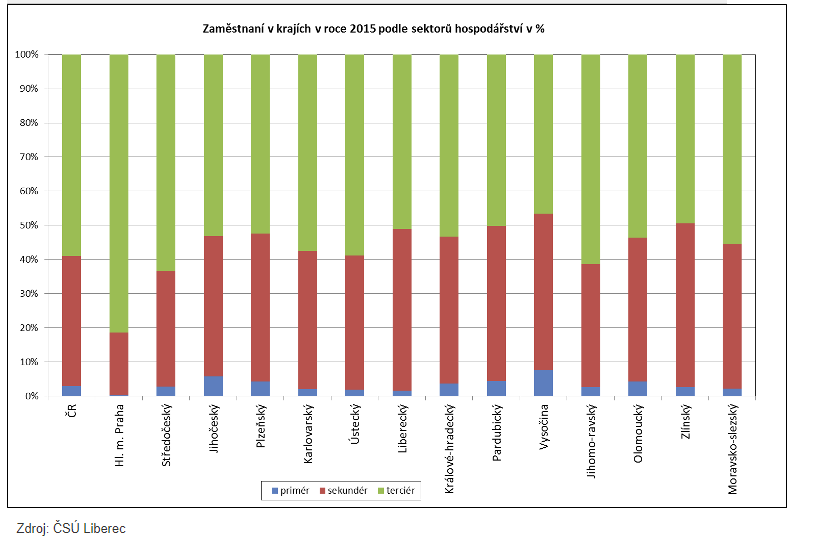 Zaměstnaní v krajích v roce 2015 podle sektorů hospodářství v %
100%
90%
80%
70%
60%
50%
40%
30%
20%
10%
0%
ČR
Hl. m. Praha
Středočeský
Jihočeský
Plzeňský
Karlovarský
Ústecký
Liberecký
Králové-hradecký
Pardubický
Vysočina
Jihomo-ravský
Olomoucký
Zlínský
Moravsko-slezský
primér sekundér terciér
Zdroj: ČSÚ Liberec